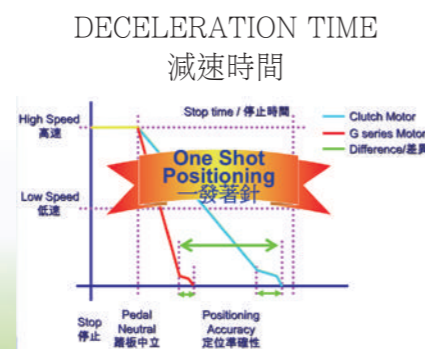 DECELERATION TIME
減速時間
High Speed
高速
Stop time / 停止時間
Clutch Motor
G series Motor
Difference/差異
One Shot
Positioning
一發著針
Low Speed
低速
Stop
停止
Pedal
Neutral
踏板中立
Positioning
Accuracy
定位準確性